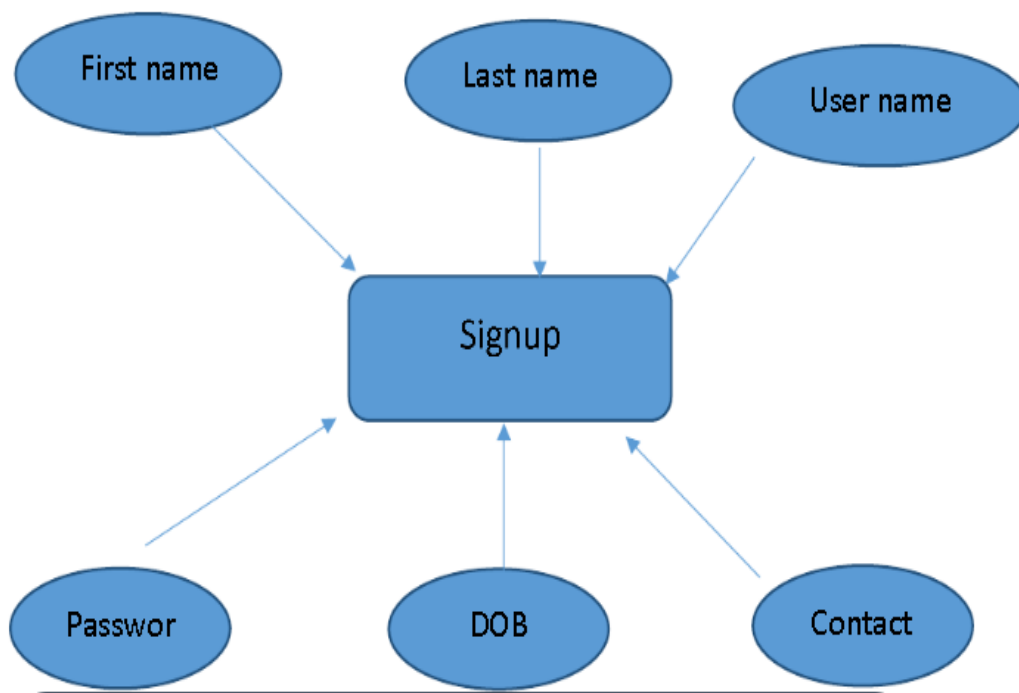 First name
Last name
User name
Signup
Passwor
DOB
Contact